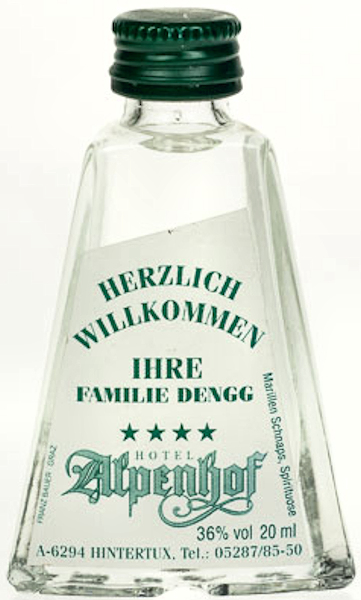 HERZLICH
WILLKOMMEN
IHRE
FAMILIE DENGG
HOTEL
Alpenhof
36% vol 20 ml
A-6294 HINTERTUX, Tel.: 05287/85-50
Marillen Schnaps, Spirituose
FRANZ BAUER · GRAZ